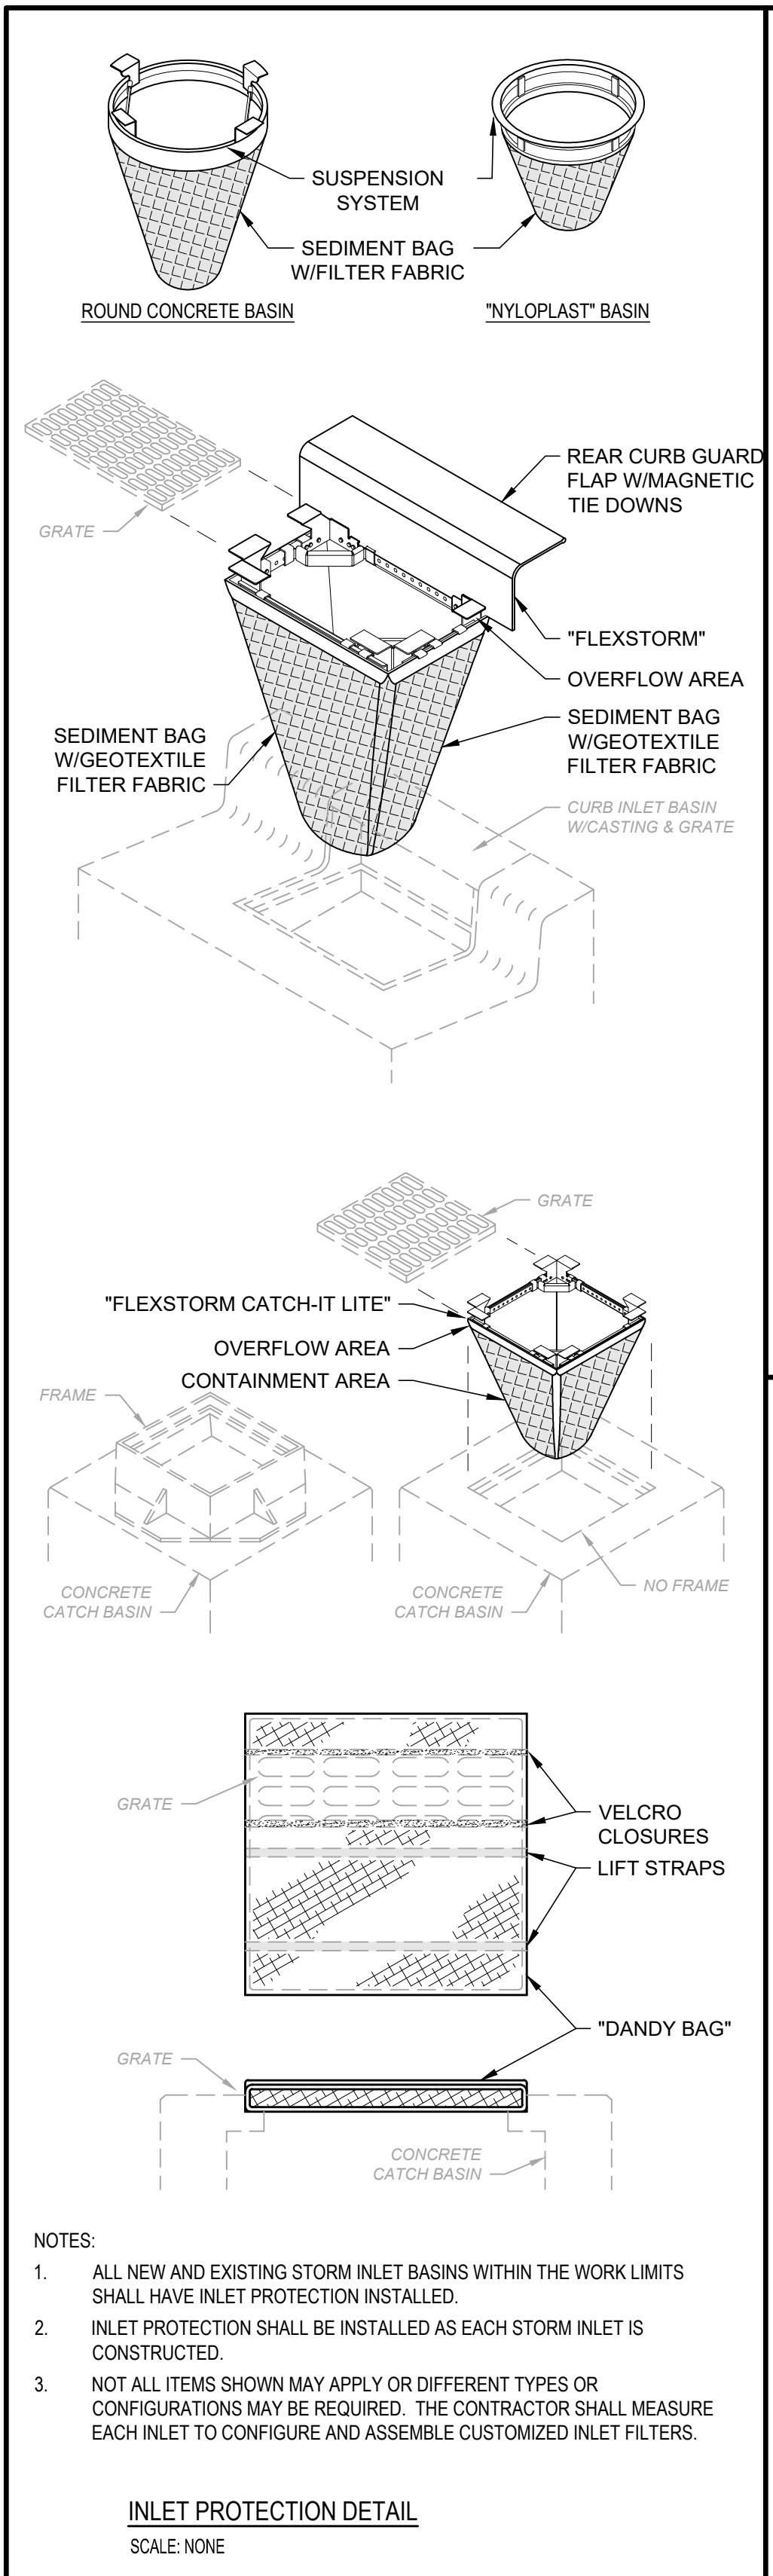 SUSPENSION
SYSTEM
SEDIMENT BAG
W/FILTER FABRIC
ROUND CONCRETE BASIN
"NYLOPLAST" BASIN
REAR CURB GUARD
FLAP W/MAGNETIC
TIE DOWNS
GRATE
"FLEXSTORM"
OVERFLOW AREA
SEDIMENT BAG
W/GEOTEXTILE
FILTER FABRIC
SEDIMENT BAG
W/GEOTEXTILE
FILTER FABRIC
CURB INLET BASIN
W/CASTING & GRATE
GRATE
"FLEXSTORM CATCH-IT LITE"
OVERFLOW AREA
CONTAINMENT AREA
FRAME
CONCRETE
CATCH BASIN
CONCRETE
CATCH BASIN
NO FRAME
GRATE
VELCRO
CLOSURES
LIFT STRAPS
"DANDY BAG"
GRATE
CONCRETE
CATCH BASIN
NOTES:
1. ALL NEW AND EXISTING STORM INLET BASINS WITHIN THE WORK LIMITS
SHALL HAVE INLET PROTECTION INSTALLED.
2. INLET PROTECTION SHALL BE INSTALLED AS EACH STORM INLET IS
CONSTRUCTED.
3. NOT ALL ITEMS SHOWN MAY APPLY OR DIFFERENT TYPES OR
CONFIGURATIONS MAY BE REQUIRED. THE CONTRACTOR SHALL MEASURE
EACH INLET TO CONFIGURE AND ASSEMBLE CUSTOMIZED INLET FILTERS.
INLET PROTECTION DETAIL
SCALE: NONE